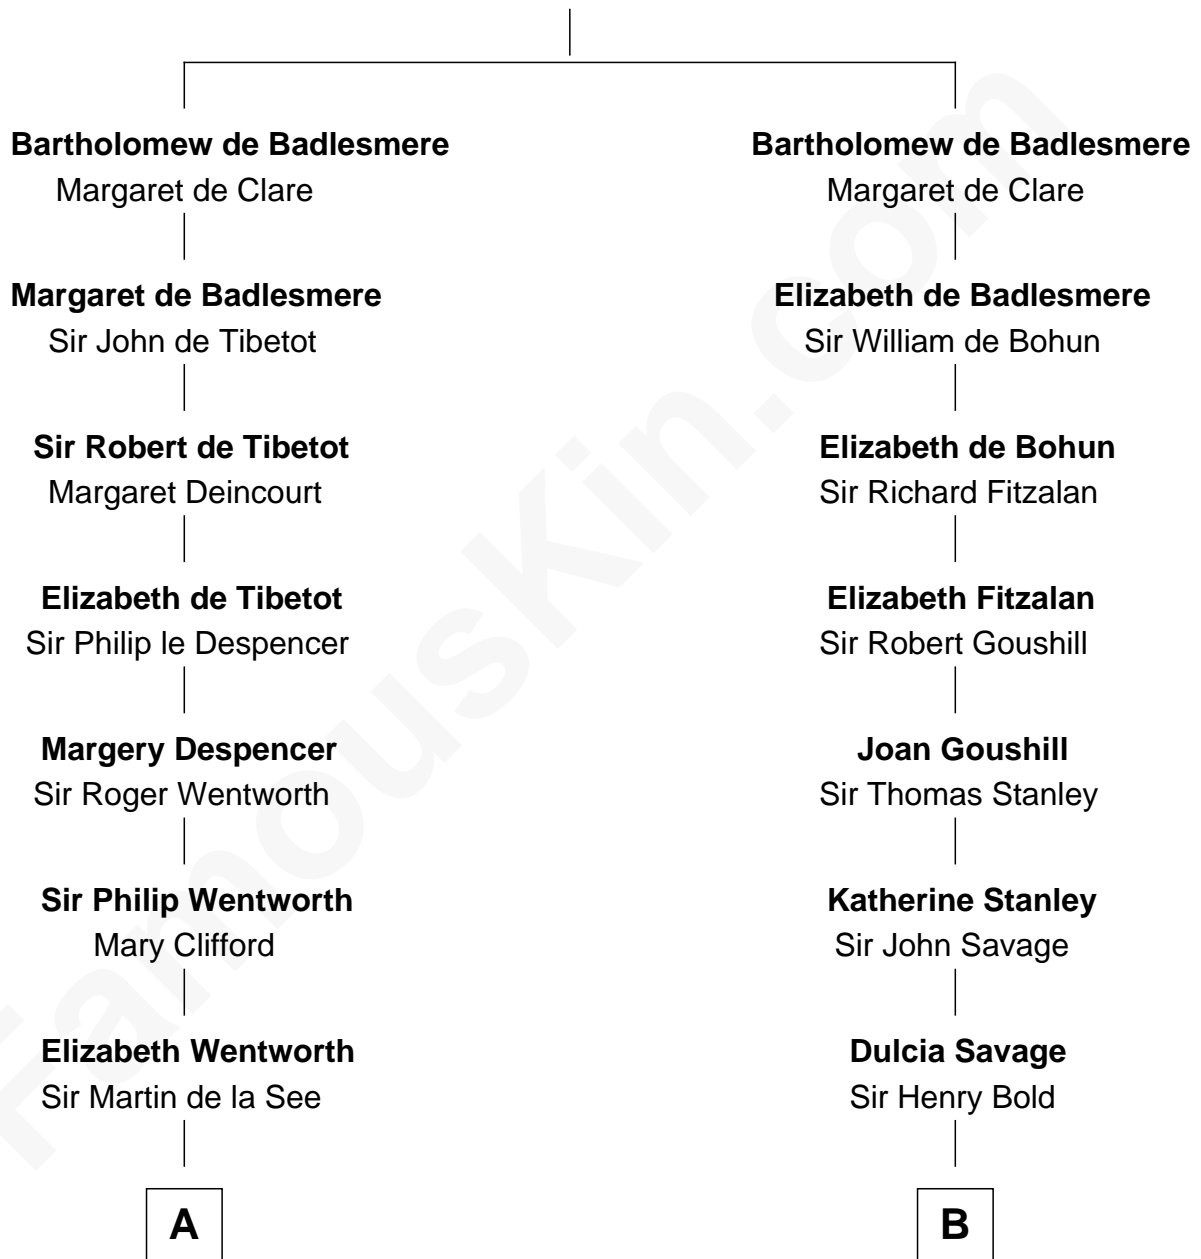 Bartholomew de Badlesmere
Margaret de Clare
Margaret de Badlesmere
Sir John de Tibetot
Sir Robert de Tibetot
Margaret Deincourt
Elizabeth de Tibetot
Sir Philip le Despencer
Margery Despencer
Sir Roger Wentworth
Sir Philip Wentworth
Mary Clifford
Elizabeth Wentworth
Sir Martin de la See
A
Bartholomew de Badlesmere
Margaret de Clare
Elizabeth de Badlesmere
Sir William de Bohun
Elizabeth de Bohun
Sir Richard Fitzalan
Elizabeth Fitzalan
Sir Robert Goushill
Joan Goushill
Sir Thomas Stanley
Katherine Stanley
Sir John Savage
Dulcia Savage
Sir Henry Bold
B
FamousKin.com